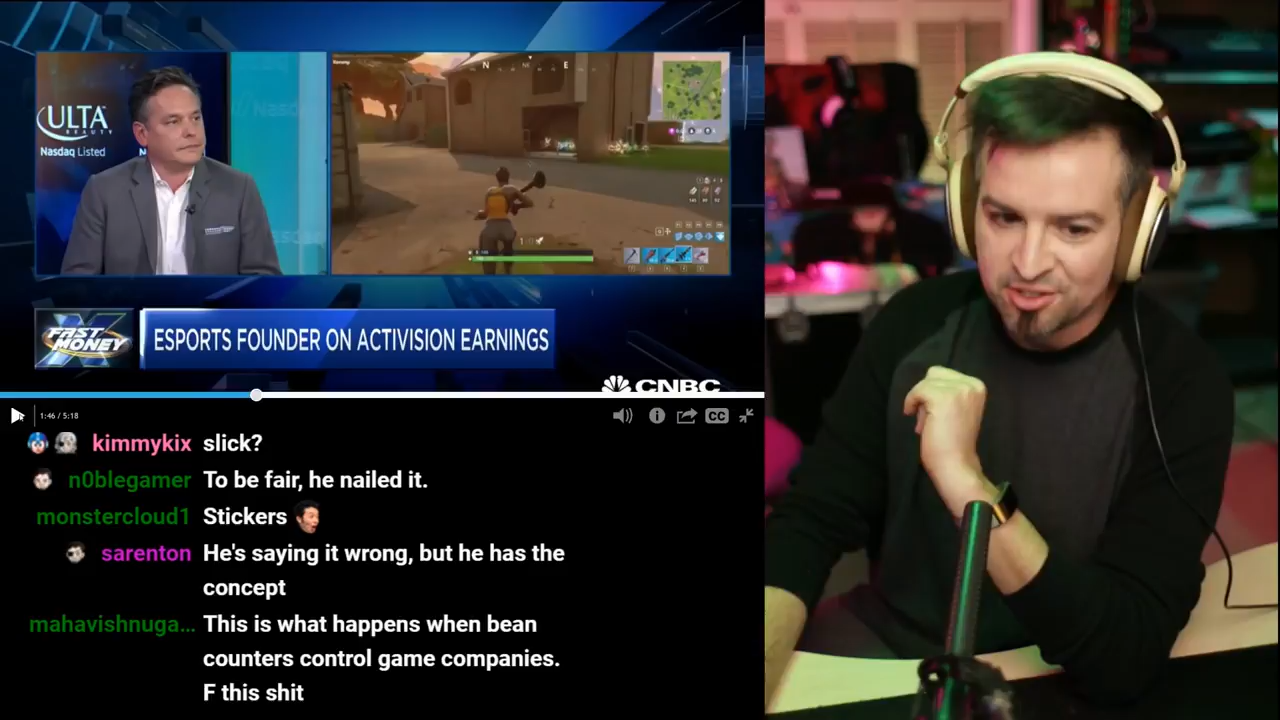 ULTA
BEAUTY
Nasdaq Listed
N
E
FAST
MONEY
ESPORTS FOUNDER ON ACTIVISION EARNINGS
CNBC
1:46 / 5:18
CC
kimmykix slick?
n0blegamer To be fair, he nailed it.
monstercloud1 Stickers
sarenton He's saying it wrong, but he has the
concept
mahavishnuga... This is what happens when bean
counters control game companies.
F this shit